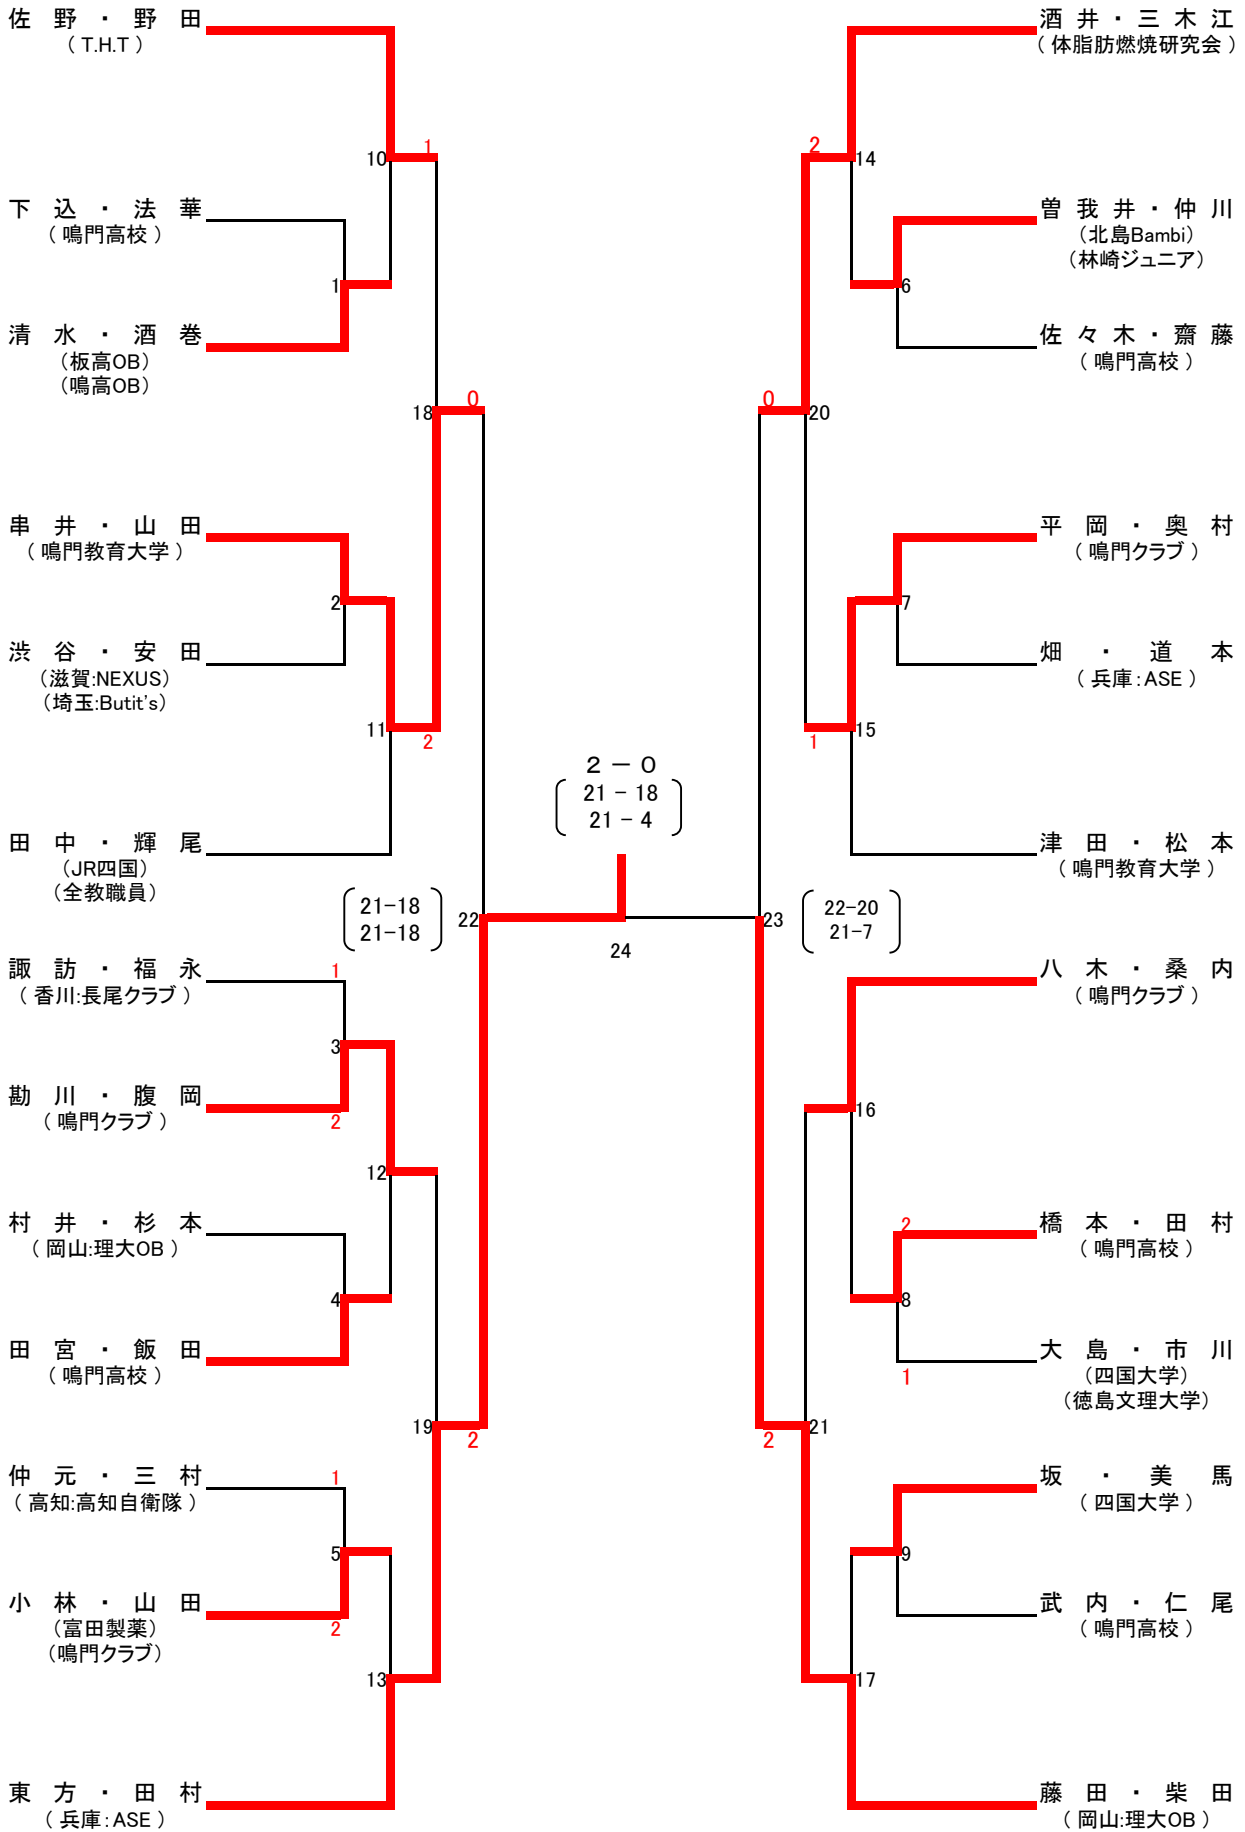 佐野・野田
（ T.H.T ）
10
1
下込・法華
（ 鳴門高校 ）
1
清水・酒巻
（板高OB）
（鳴高OB）
18
0
串井・山田
（ 鳴門教育大学 ）
2
渋谷・安田
（滋賀:NEXUS）
（埼玉:Butit's）
11
2
田中・輝尾
（JR四国）
（全教職員）
21-18
21-18
22
諏訪・福永
（ 香川:長尾クラブ ）
1
3
勘川・腹岡
（ 鳴門クラブ ）
2
12
村井・杉本
（ 岡山:理大OB ）
4
田宮・飯田
（ 鳴門高校 ）
19
2
仲元・三村
（ 高知:高知自衛隊 ）
1
5
小林・山田
（富田製薬）
（鳴門クラブ）
2
13
東方・田村
（ 兵庫:ASE ）
2 － 0
21 - 18
21 - 4
24
酒井・三木江
（ 体脂肪燃焼研究会 ）
2
14
曽我井・仲川
（北島Bambi）
（林崎ジュニア）
6
佐々木・齋藤
（ 鳴門高校 ）
0
20
平岡・奥村
（ 鳴門クラブ ）
7
畑・道本
（ 兵庫:ASE ）
1
15
津田・松本
（ 鳴門教育大学 ）
23
22-20
21-7
八木・桑内
（ 鳴門クラブ ）
16
橋本・田村
（ 鳴門高校 ）
2
8
大島・市川
（四国大学）
（徳島文理大学）
1
2
21
坂・美馬
（ 四国大学 ）
9
武内・仁尾
（ 鳴門高校 ）
17
藤田・柴田
（ 岡山:理大OB ）